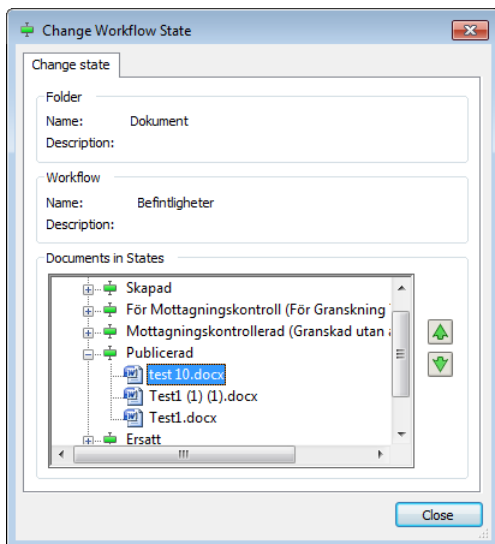 Change Workflow State
Change state
Folder
Name: Dokument
Description:
Workflow
Name: Befintligheter
Description:
Documents in States
Skapad
För Mottagningskontroll (För Granskning
Mottagningskontrollerad (Granskad utan
Publicerad
test 10.docx
Test1 (1) (1).docx
Test1.docx
Ersatt
Close